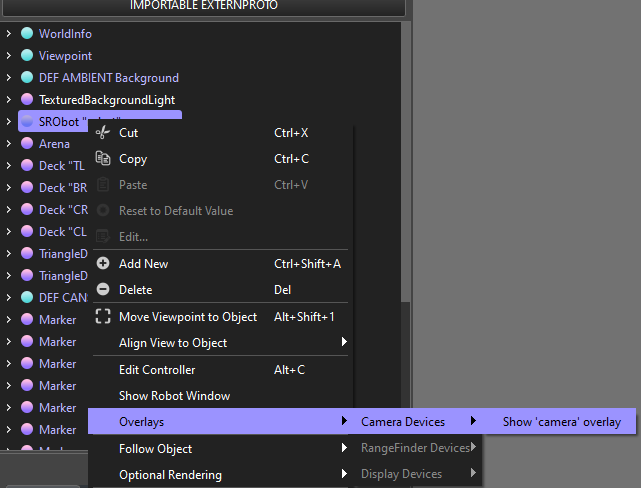 IMPORTABLE EXTERNPROTO
WorldInfo
Viewpoint
DEF AMBIENT Background
TexturedBackgroundLight
SRObot
Arena
Deck "TL
Deck "BR
Deck "CR
Deck "CL
TriangleD
TriangleD
DEF CAN
Marker
Marker
Marker
Marker
Marker
Marker
Cut Ctrl+X
Copy Ctrl+C
Paste Ctrl+V
Reset to Default Value
Edit...
Add New Ctrl+Shift+A
Delete Del
Move Viewpoint to Object Alt+Shift+1
Align View to Object
Edit Controller Alt+C
Show Robot Window
Overlays
Follow Object
Optional Rendering
Camera Devices
RangeFinder Devices
Display Devices
Show 'camera' overlay